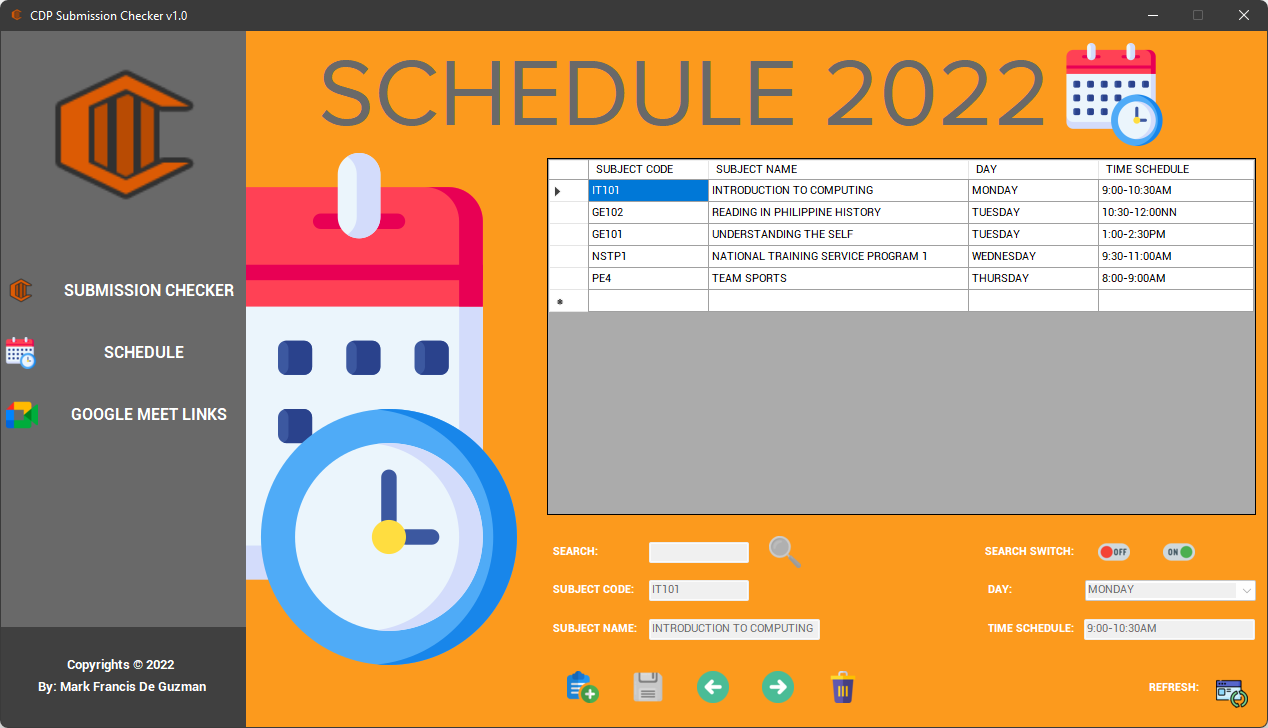 CDP Submission Checker v1.0
SCHEDULE 2022
SUBMISSION CHECKER
SCHEDULE
GOOGLE MEET LINKS
Copyrights © 2022
By: Mark Francis De Guzman
SUBJECT CODE SUBJECT NAME DAY TIME SCHEDULE
IT101 INTRODUCTION TO COMPUTING MONDAY 9:00-10:30AM
GE102 READING IN PHILIPPINE HISTORY TUESDAY 10:30-12:00NN
GE101 UNDERSTANDING THE SELF TUESDAY 1:00-2:30PM
NSTP1 NATIONAL TRAINING SERVICE PROGRAM 1 WEDNESDAY 9:30-11:00AM
PE4 TEAM SPORTS THURSDAY 8:00-9:00AM
SEARCH: SEARCH SWITCH: OFF ON
SUBJECT CODE: IT101 DAY: MONDAY
SUBJECT NAME: INTRODUCTION TO COMPUTING TIME SCHEDULE: 9:00-10:30AM
REFRESH: